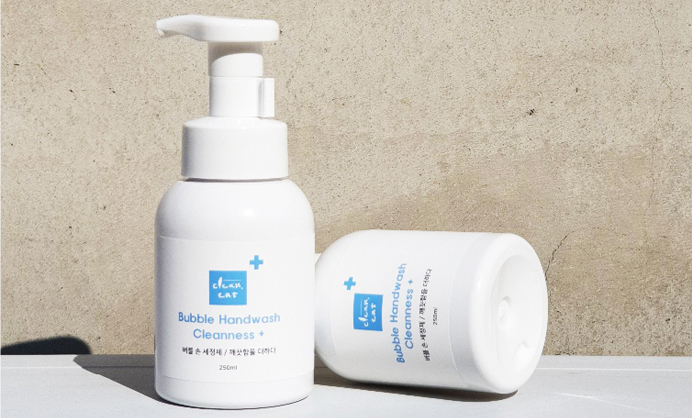 clean
cat
Bubble Handwash
Cleanness +
버블 손 세정제 / 깨끗함을 더하다
250ml
clean
cat
Bubble Handwash
Cleanness +
버블 손 세정제 / 깨끗함을 더하다
250ml